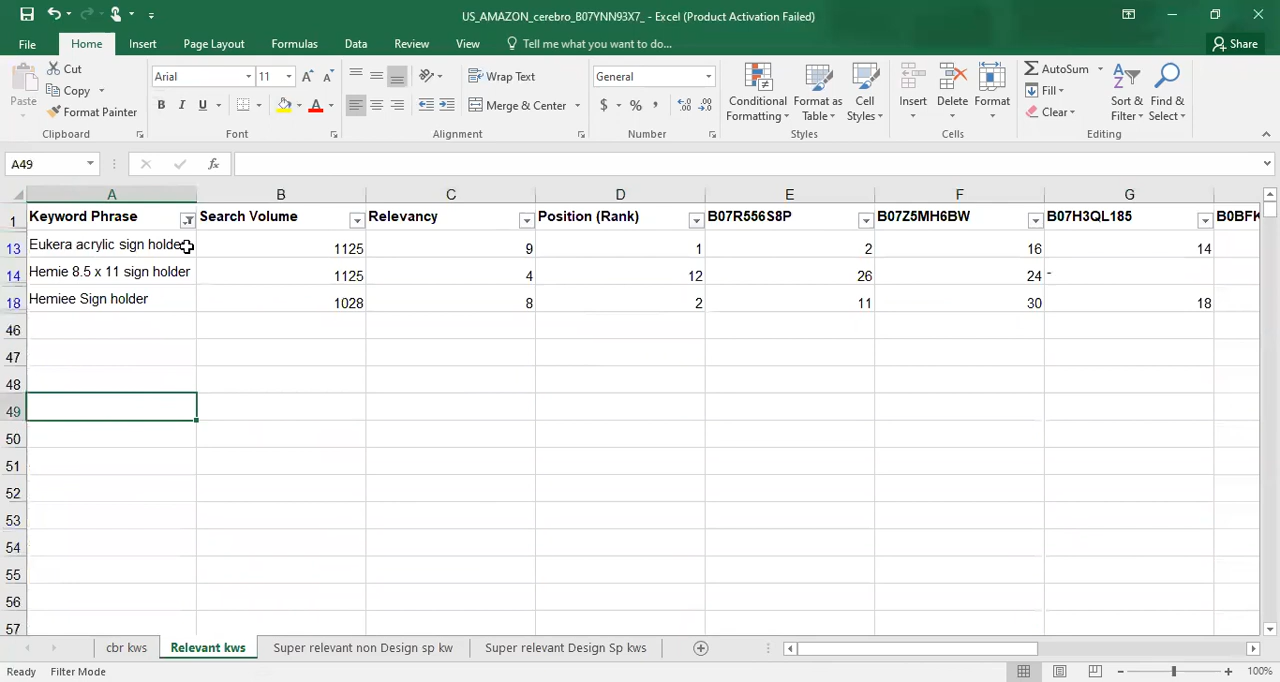 US_AMAZON_cerebro_B07YNN93X7_ - Excel (Product Activation Failed)
File Home Insert Page Layout Formulas Data Review View Tell me what you want to do... Share
Paste Cut Copy Format Painter
Arial 11 Wrap Text General Conditional Formatting Format as Table Cell Styles Insert Delete Format AutoSum Fill Clear Sort & Filter Find & Select
B I U Merge & Center $ % ,
Clipboard Font Alignment Number Styles Cells Editing
A49 fx
A B C D E F G
1 Keyword Phrase Search Volume Relevancy Position (Rank) B07R556S8P B07Z5MH6BW B07H3QL185
13 Eukera acrylic sign holder 1125 9 1 2 16 14
14 Hemie 8.5 x 11 sign holder 1125 4 12 26 24 -
18 Hemiee Sign holder 1028 8 2 11 30 18
46
47
48
49
50
51
52
53
54
55
56
57
cbr kws Relevant kws Super relevant non Design sp kw Super relevant Design Sp kws
Ready Filter Mode 100%